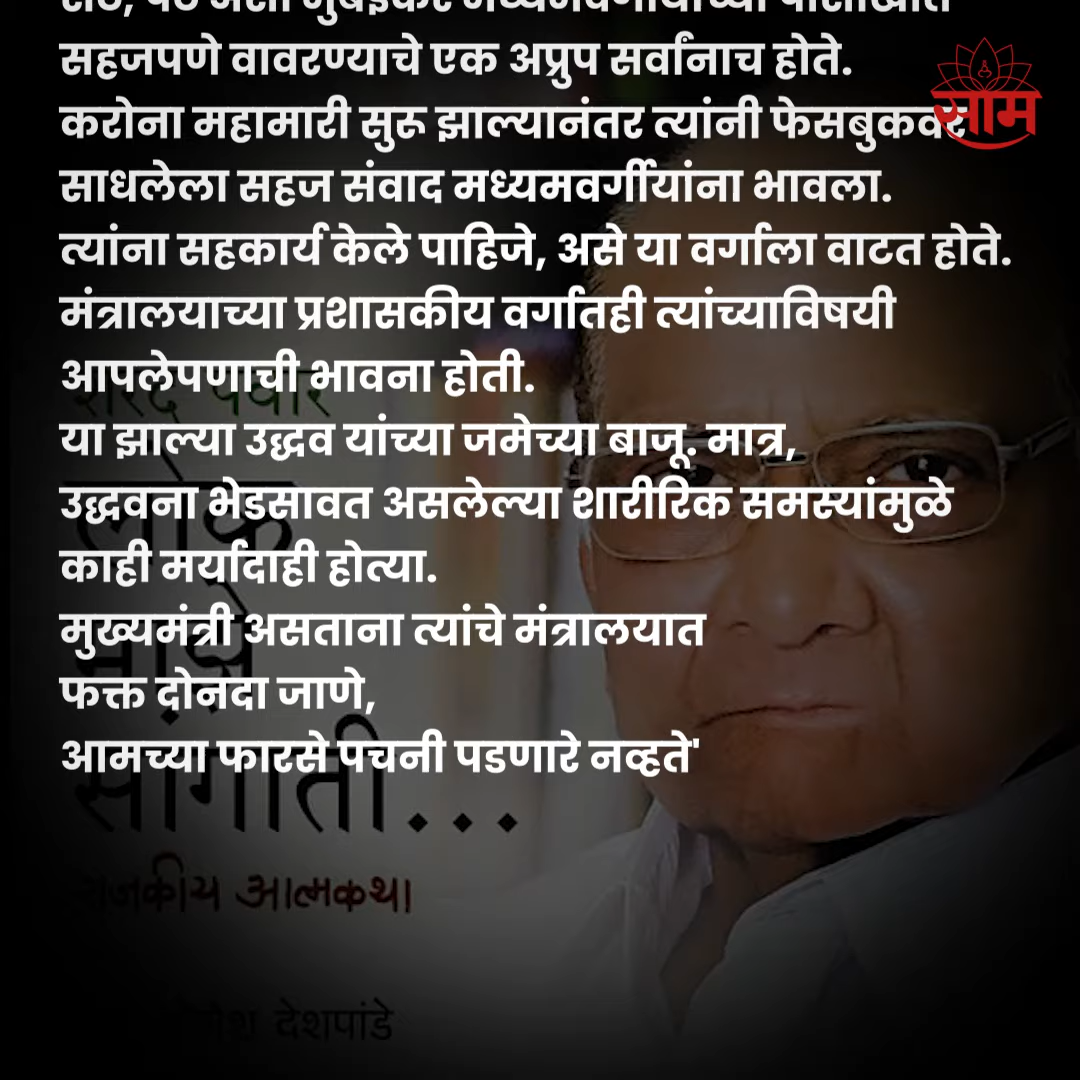 सहजपणे वावरण्याचे एक अप्रुप सर्वांनाच होते.
साम
करोना महामारी सुरू झाल्यानंतर त्यांनी फेसबुकवर
साधलेला सहज संवाद मध्यमवर्गीयांना भावला.
त्यांना सहकार्य केले पाहिजे, असे या वर्गाला वाटत होते.
मंत्रालयाच्या प्रशासकीय वर्गातही त्यांच्याविषयी
आपलेपणाची भावना होती.
शरद पवार
या झाल्या उद्धव यांच्या जमेच्या बाजू. मात्र,
लोक
उद्धवना भेडसावत असलेल्या शारीरिक समस्यांमुळे
काही मर्यादाही होत्या.
माझे
मुख्यमंत्री असताना त्यांचे मंत्रालयात
फक्त दोनदा जाणे,
आमच्या फारसे पचनी पडणारे नव्हते'
सांगाती...
राजकीय आत्मकथा
देशपांडे